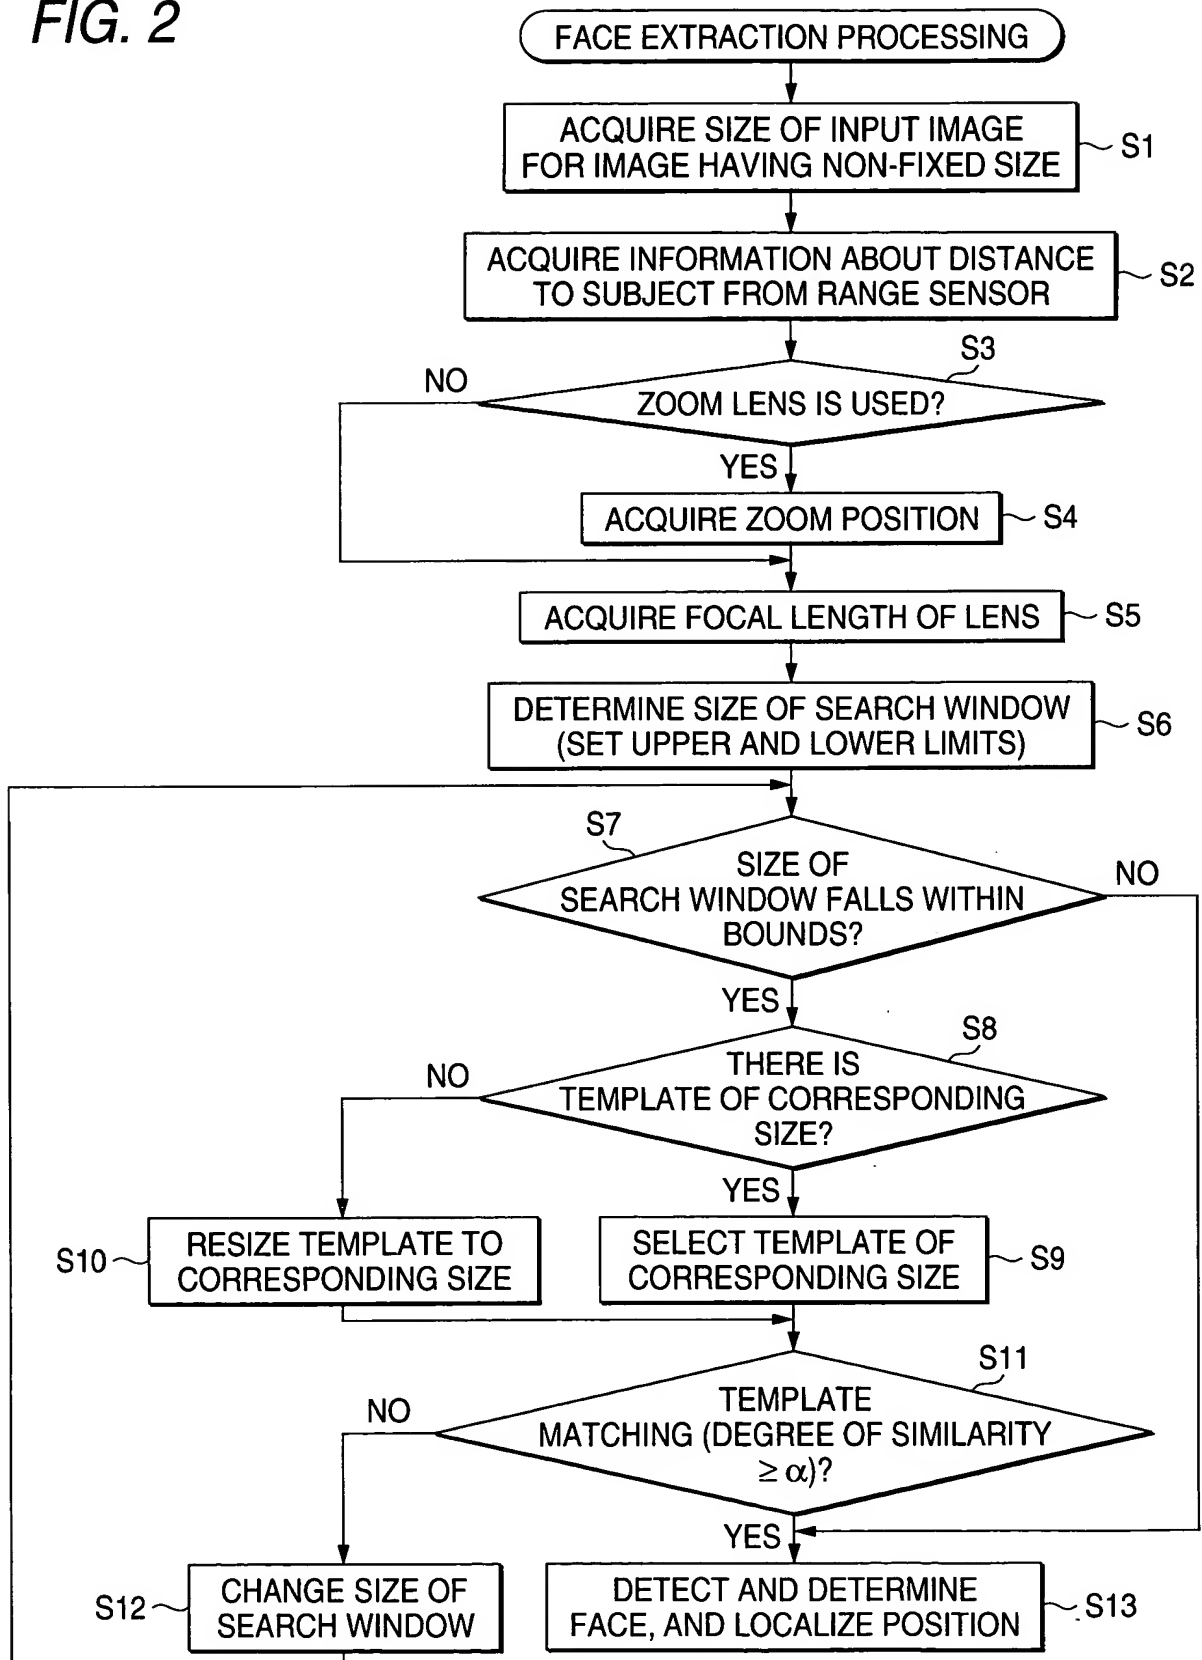 FIG. 2
FACE EXTRACTION PROCESSING
ACQUIRE SIZE OF INPUT IMAGE
FOR IMAGE HAVING NON-FIXED SIZE
S1
ACQUIRE INFORMATION ABOUT DISTANCE
TO SUBJECT FROM RANGE SENSOR
S2
S3
NO
ZOOM LENS IS USED?
YES
ACQUIRE ZOOM POSITION
S4
ACQUIRE FOCAL LENGTH OF LENS
S5
DETERMINE SIZE OF SEARCH WINDOW
(SET UPPER AND LOWER LIMITS)
S6
S7
SIZE OF
SEARCH WINDOW FALLS WITHIN
BOUNDS?
NO
YES
S8
NO
THERE IS
TEMPLATE OF CORRESPONDING
SIZE?
YES
S10
RESIZE TEMPLATE TO
CORRESPONDING SIZE
SELECT TEMPLATE OF
CORRESPONDING SIZE
S9
S11
NO
TEMPLATE
MATCHING (DEGREE OF SIMILARITY
≥ α)?
YES
S12
CHANGE SIZE OF
SEARCH WINDOW
DETECT AND DETERMINE
FACE, AND LOCALIZE POSITION
S13